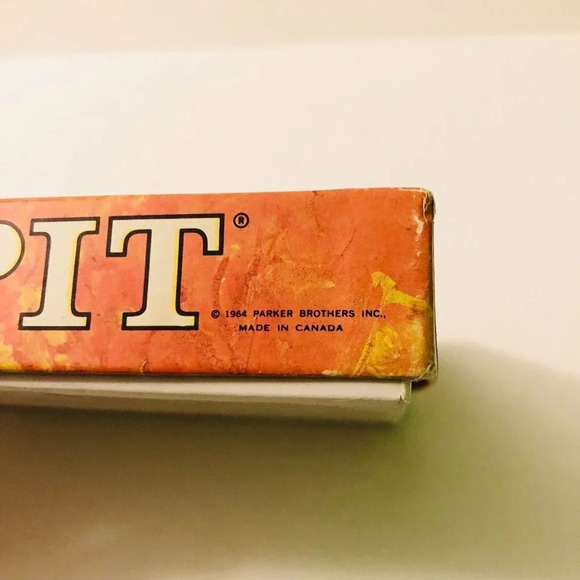 PIT®
© 1964 PARKER BROTHERS INC.,
MADE IN CANADA